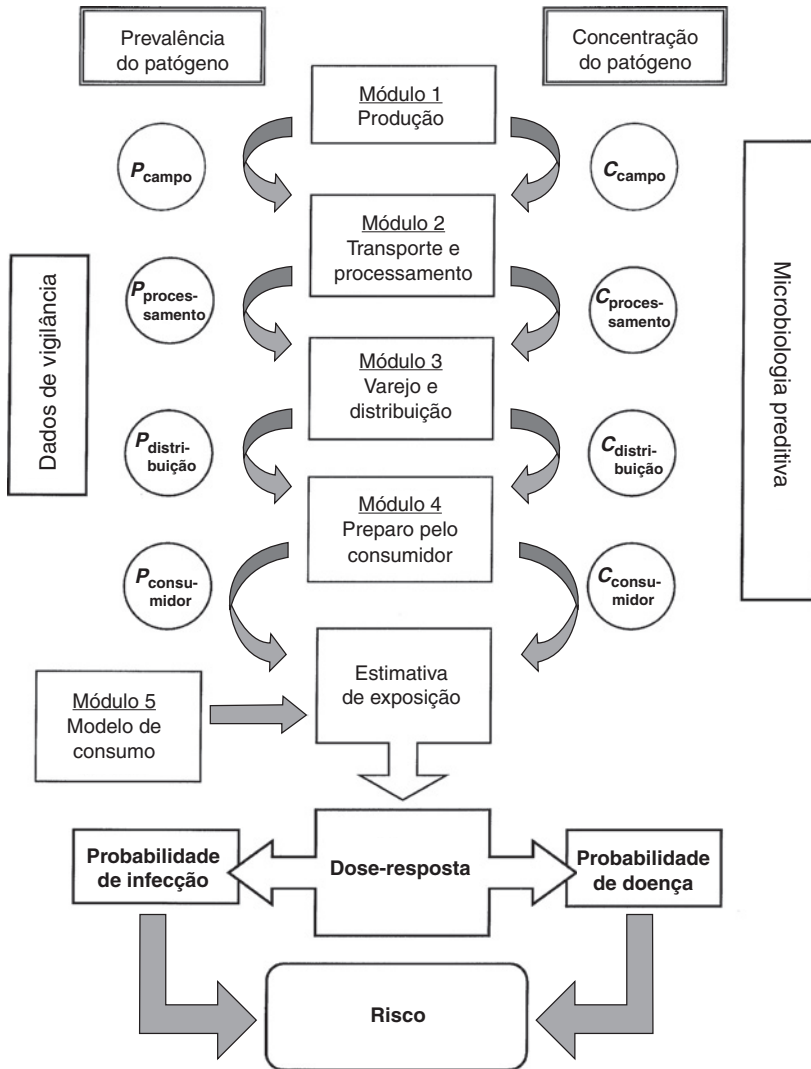 Prevalência
do patógeno
Concentração
do patógeno
Módulo 1
Produção
P campo
C campo
Módulo 2
Transporte e
processamento
P proces-
samento
C proces-
samento
Dados de vigilância
Microbiologia preditiva
Módulo 3
Varejo e
distribuição
P distri-
buição
C distri-
buição
Módulo 4
Preparo pelo
consumidor
P consu-
midor
C consu-
midor
Estimativa
de exposição
Módulo 5
Modelo de
consumo
Probabilidade
de infecção
Dose-resposta
Probabilidade
de doença
Risco